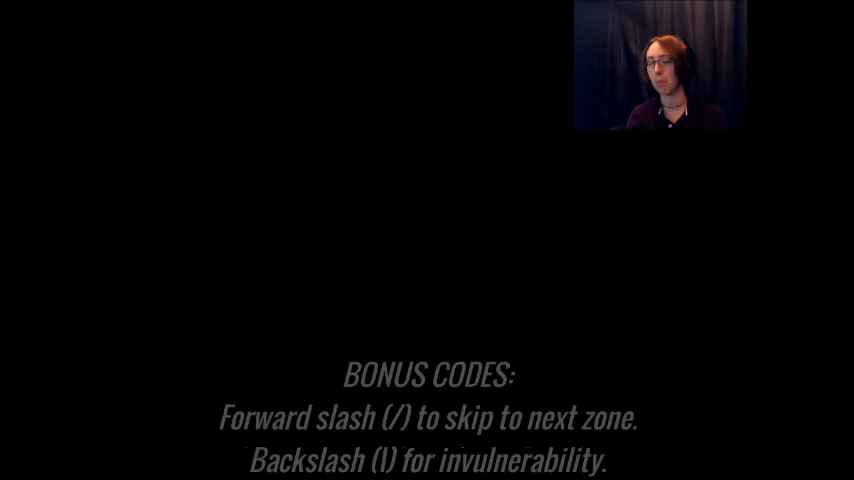 BONUS CODES:
Forward slash (/) to skip to next zone.
Backslash (\) for invulnerability.